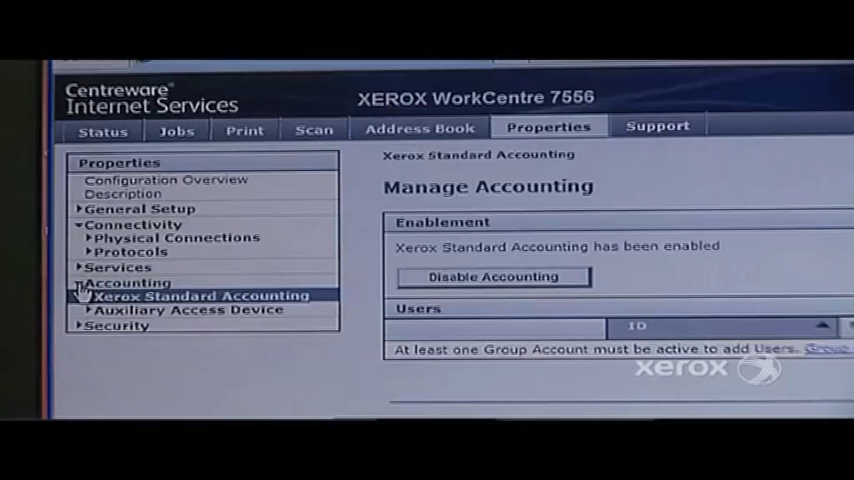 Centreware®
Internet Services
XEROX WorkCentre 7556
Status
Jobs
Print
Scan
Address Book
Properties
Support
Properties
Configuration Overview
Description
General Setup
Connectivity
Physical Connections
Protocols
Services
Accounting
Xerox Standard Accounting
Auxiliary Access Device
Security
Xerox Standard Accounting
Manage Accounting
Enablement
Xerox Standard Accounting has been enabled
Disable Accounting
Users
ID
At least one Group Account must be active to add Users. Group
xerox